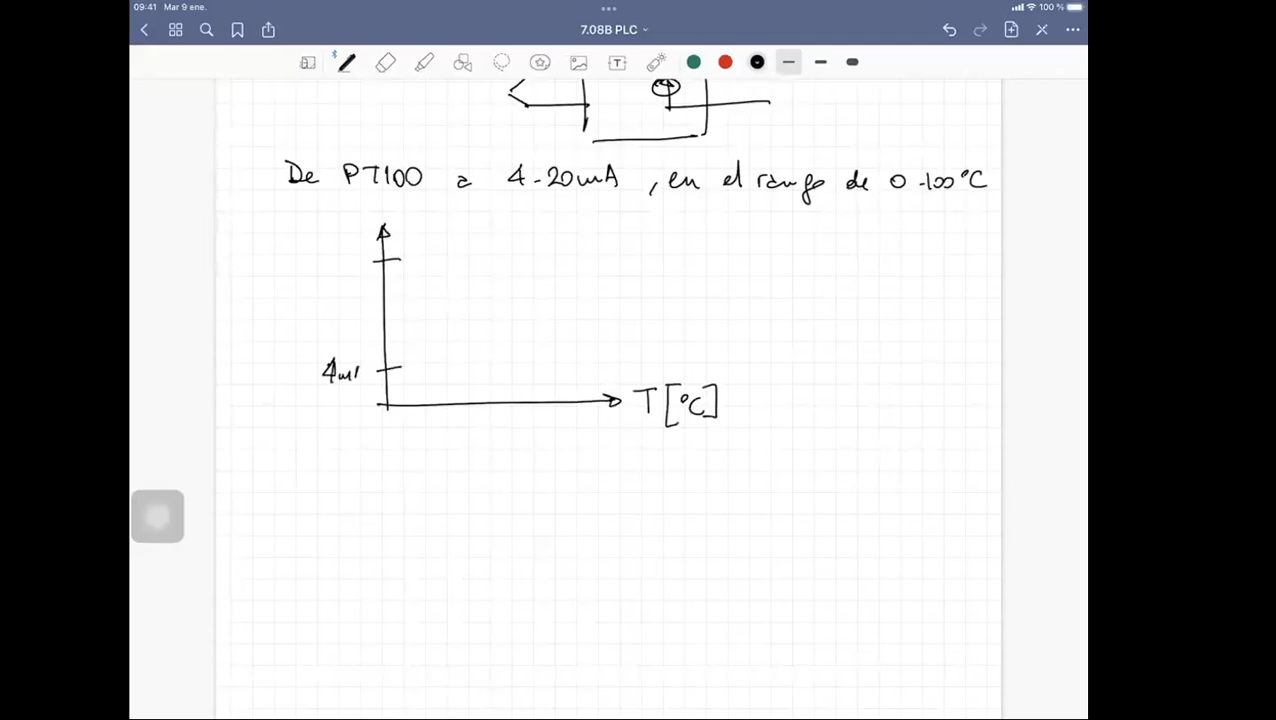 09:41 Mar 9 ene.
100 %
7.08B PLC
De PT100 a 4-20mA, en el rango de 0-100°C
4m
T[°C]